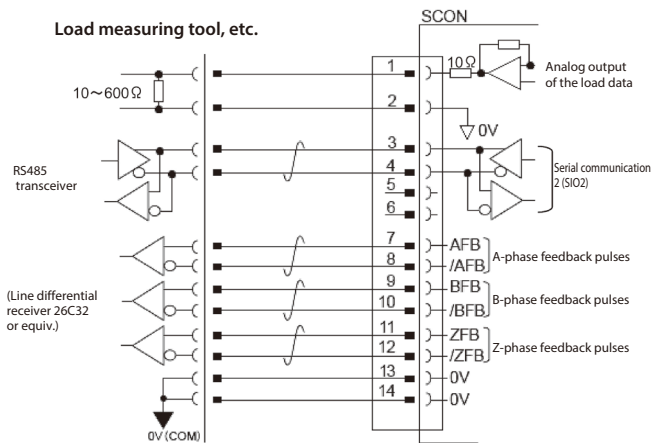 SCON
Load measuring tool, etc.
10～600Ω
1
10Ω
Analog output
of the load data
2
0V
RS485
transceiver
3
4
5
6
Serial communication
2 (SIO2)
(Line differential
receiver 26C32
or equiv.)
7 AFB
8 /AFB
A-phase feedback pulses
9 BFB
10 /BFB
B-phase feedback pulses
11 ZFB
12 /ZFB
Z-phase feedback pulses
13 0V
14 0V
0V (COM)